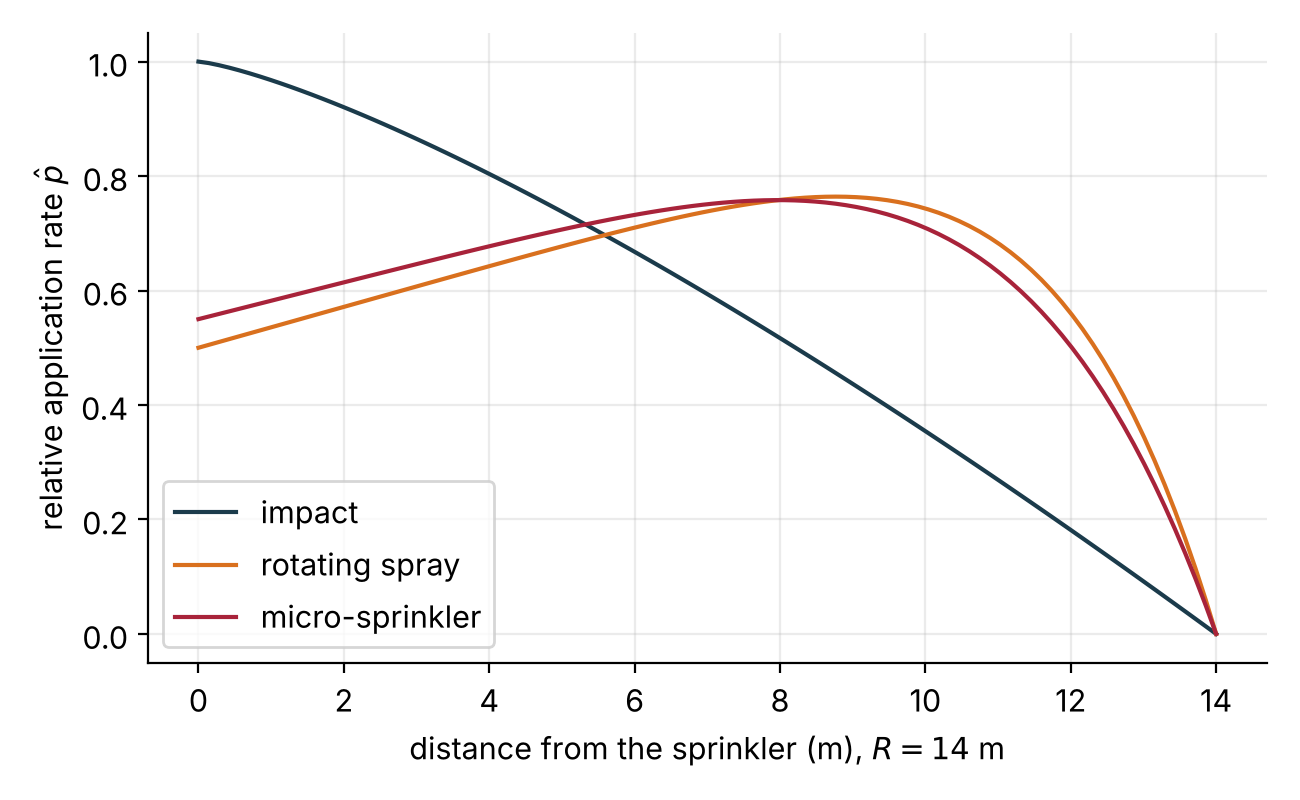 relative application rate p̂
1.0
0.8
0.6
0.4
0.2
0.0
impact
rotating spray
micro-sprinkler
0 2 4 6 8 10 12 14
distance from the sprinkler (m), R = 14 m